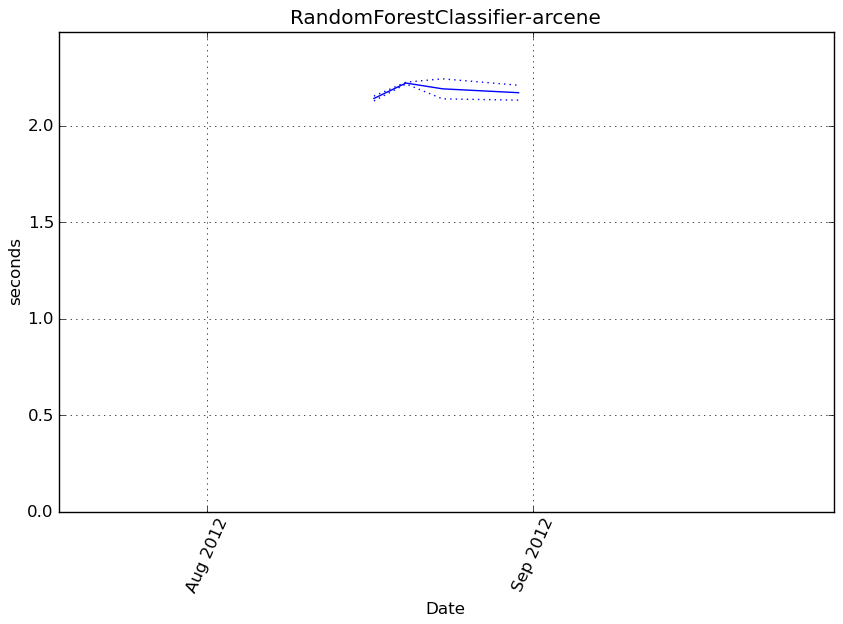 RandomForestClassifier-arcene
2.0
1.5
1.0
0.5
0.0
seconds
Aug 2012
Sep 2012
Date